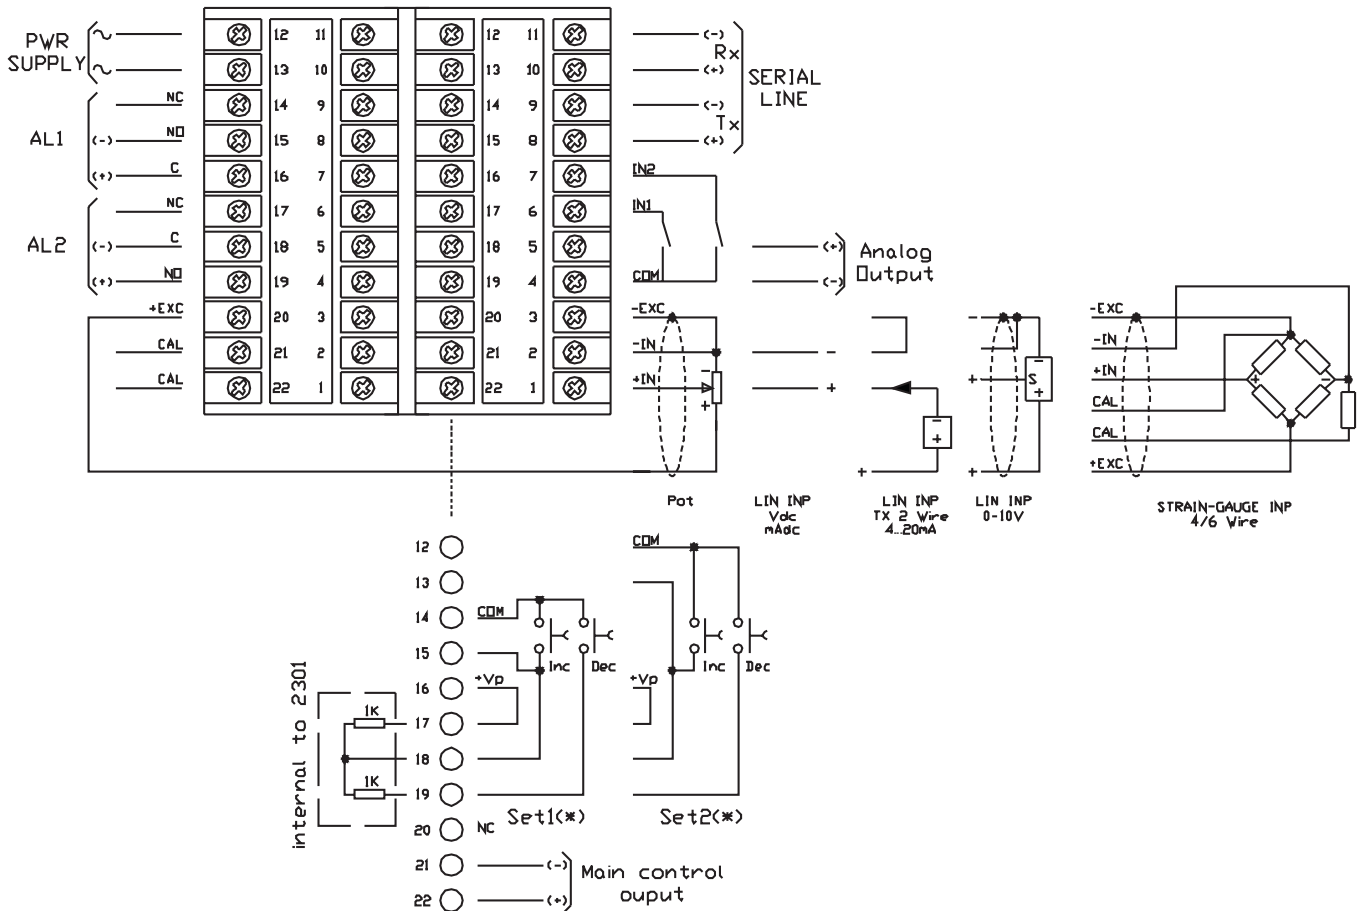 PWR
SUPPLY
AL1
NC
(-) NO
(+) C
AL2
NC
(-) C
(+) NO
+EXC
CAL
CAL
12 11
13 10
14 9
15 8
16 7
17 6
18 5
19 4
20 3
21 2
22 1
12 11
13 10
14 9
15 8
16 7
17 6
18 5
19 4
20 3
21 2
22 1
(-)
Rx
(+)
(-)
Tx
(+)
SERIAL
LINE
IN2
IN1
COM
(+)
(-)
Analog
Output
-EXC
-IN
+IN
-
+
Pot
-
+
LIN INP
Vdc
mAdc
-
+
+
LIN INP
TX 2 Wire
4...20mA
-
+
+
-
S
+
LIN INP
0-10V
-EXC
-IN
+IN
CAL
CAL
+EXC
+
-
STRAIN-GAUGE INP
4/6 Wire
12
13
14
15
16
17
18
19
20
21
22
COM
+Vp
Inc
Dec
Set1(*)
COM
+Vp
Inc
Dec
Set2(*)
internal to 2301
1K
1K
NC
(-)
(+)
Main control
ouput